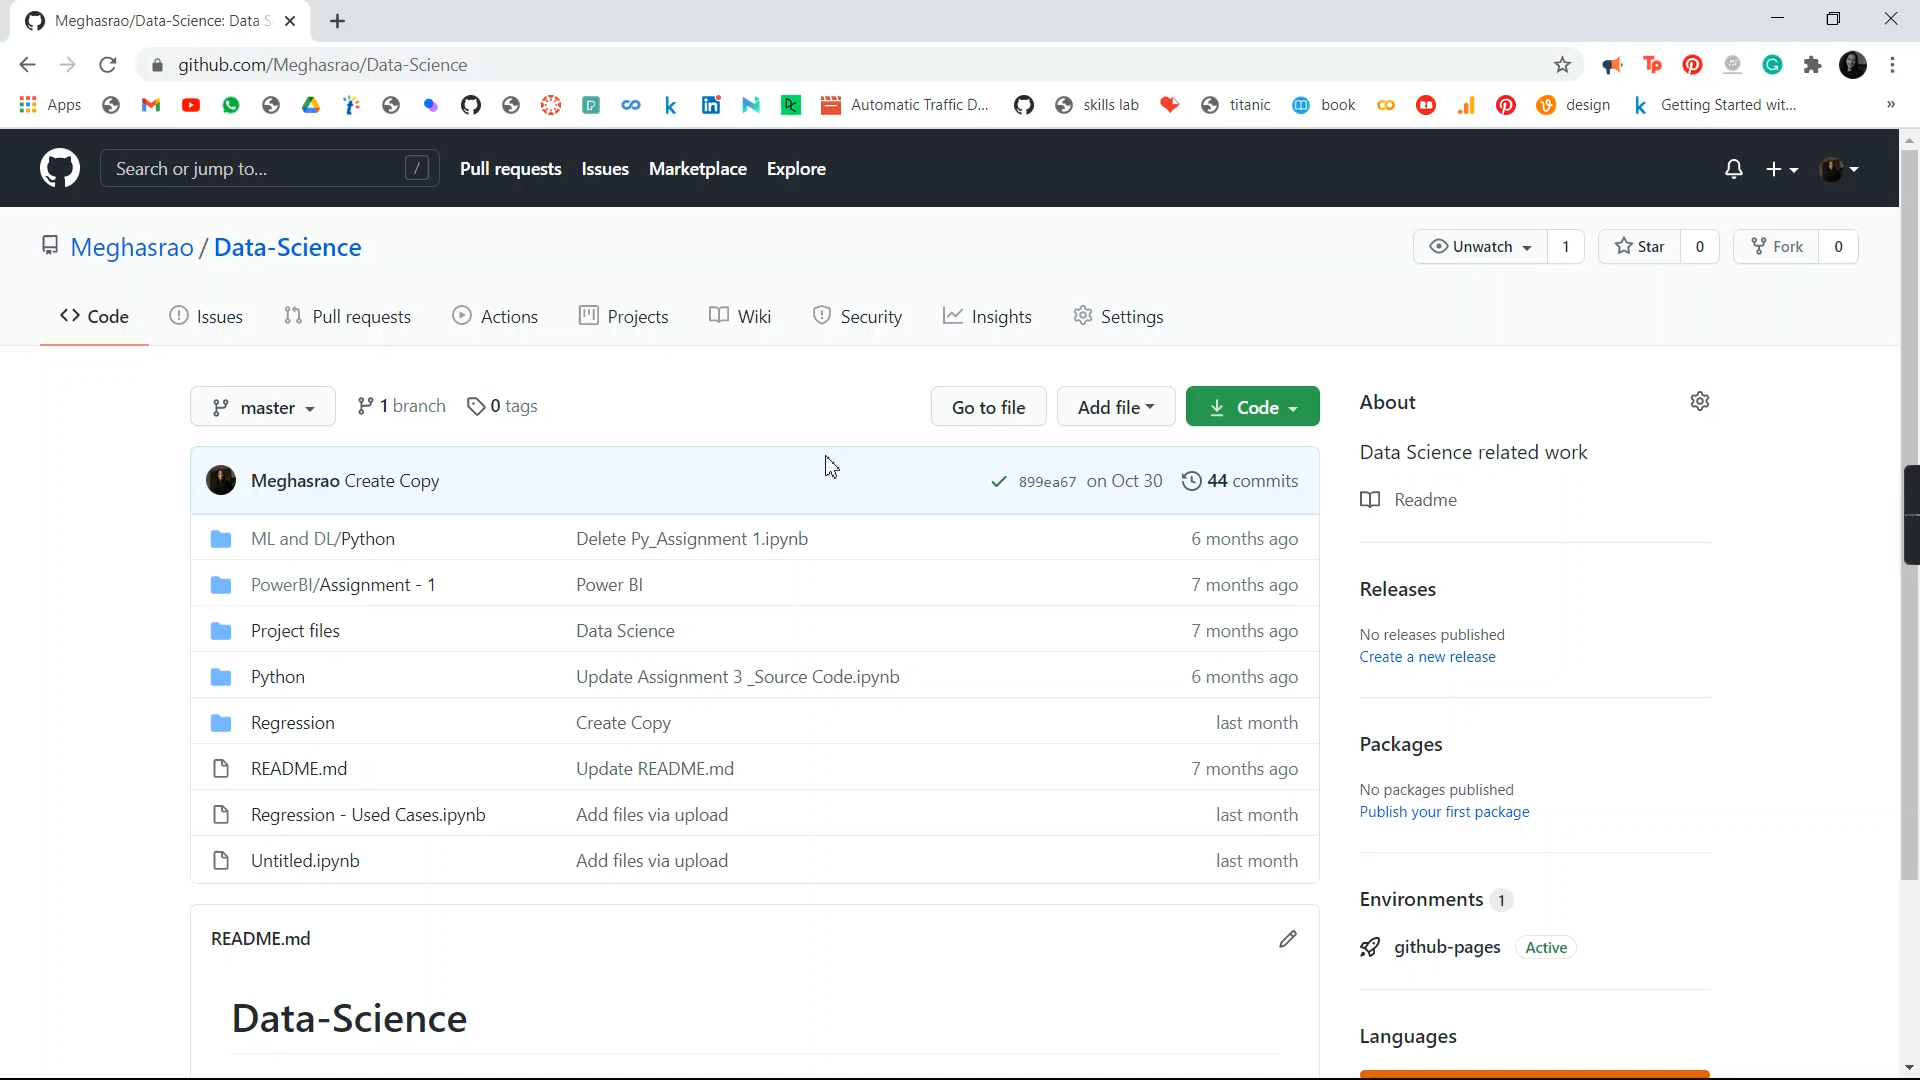 Meghasrao/Data-Science: Data S
github.com/Meghasrao/Data-Science
Apps Automatic Traffic D... skills lab titanic book design Getting Started wit... »
Search or jump to... / Pull requests Issues Marketplace Explore
Meghasrao / Data-Science Unwatch 1 Star 0 Fork 0
Code Issues Pull requests Actions Projects Wiki Security Insights Settings
master 1 branch 0 tags Go to file Add file Code
Meghasrao Create Copy 899ea67 on Oct 30 44 commits
ML and DL/Python Delete Py_Assignment 1.ipynb 6 months ago
PowerBI/Assignment - 1 Power BI 7 months ago
Project files Data Science 7 months ago
Python Update Assignment 3 _Source Code.ipynb 6 months ago
Regression Create Copy last month
README.md Update README.md 7 months ago
Regression - Used Cases.ipynb Add files via upload last month
Untitled.ipynb Add files via upload last month
README.md
Data-Science
About
Data Science related work
Readme
Releases
No releases published
Create a new release
Packages
No packages published
Publish your first package
Environments 1
github-pages Active
Languages